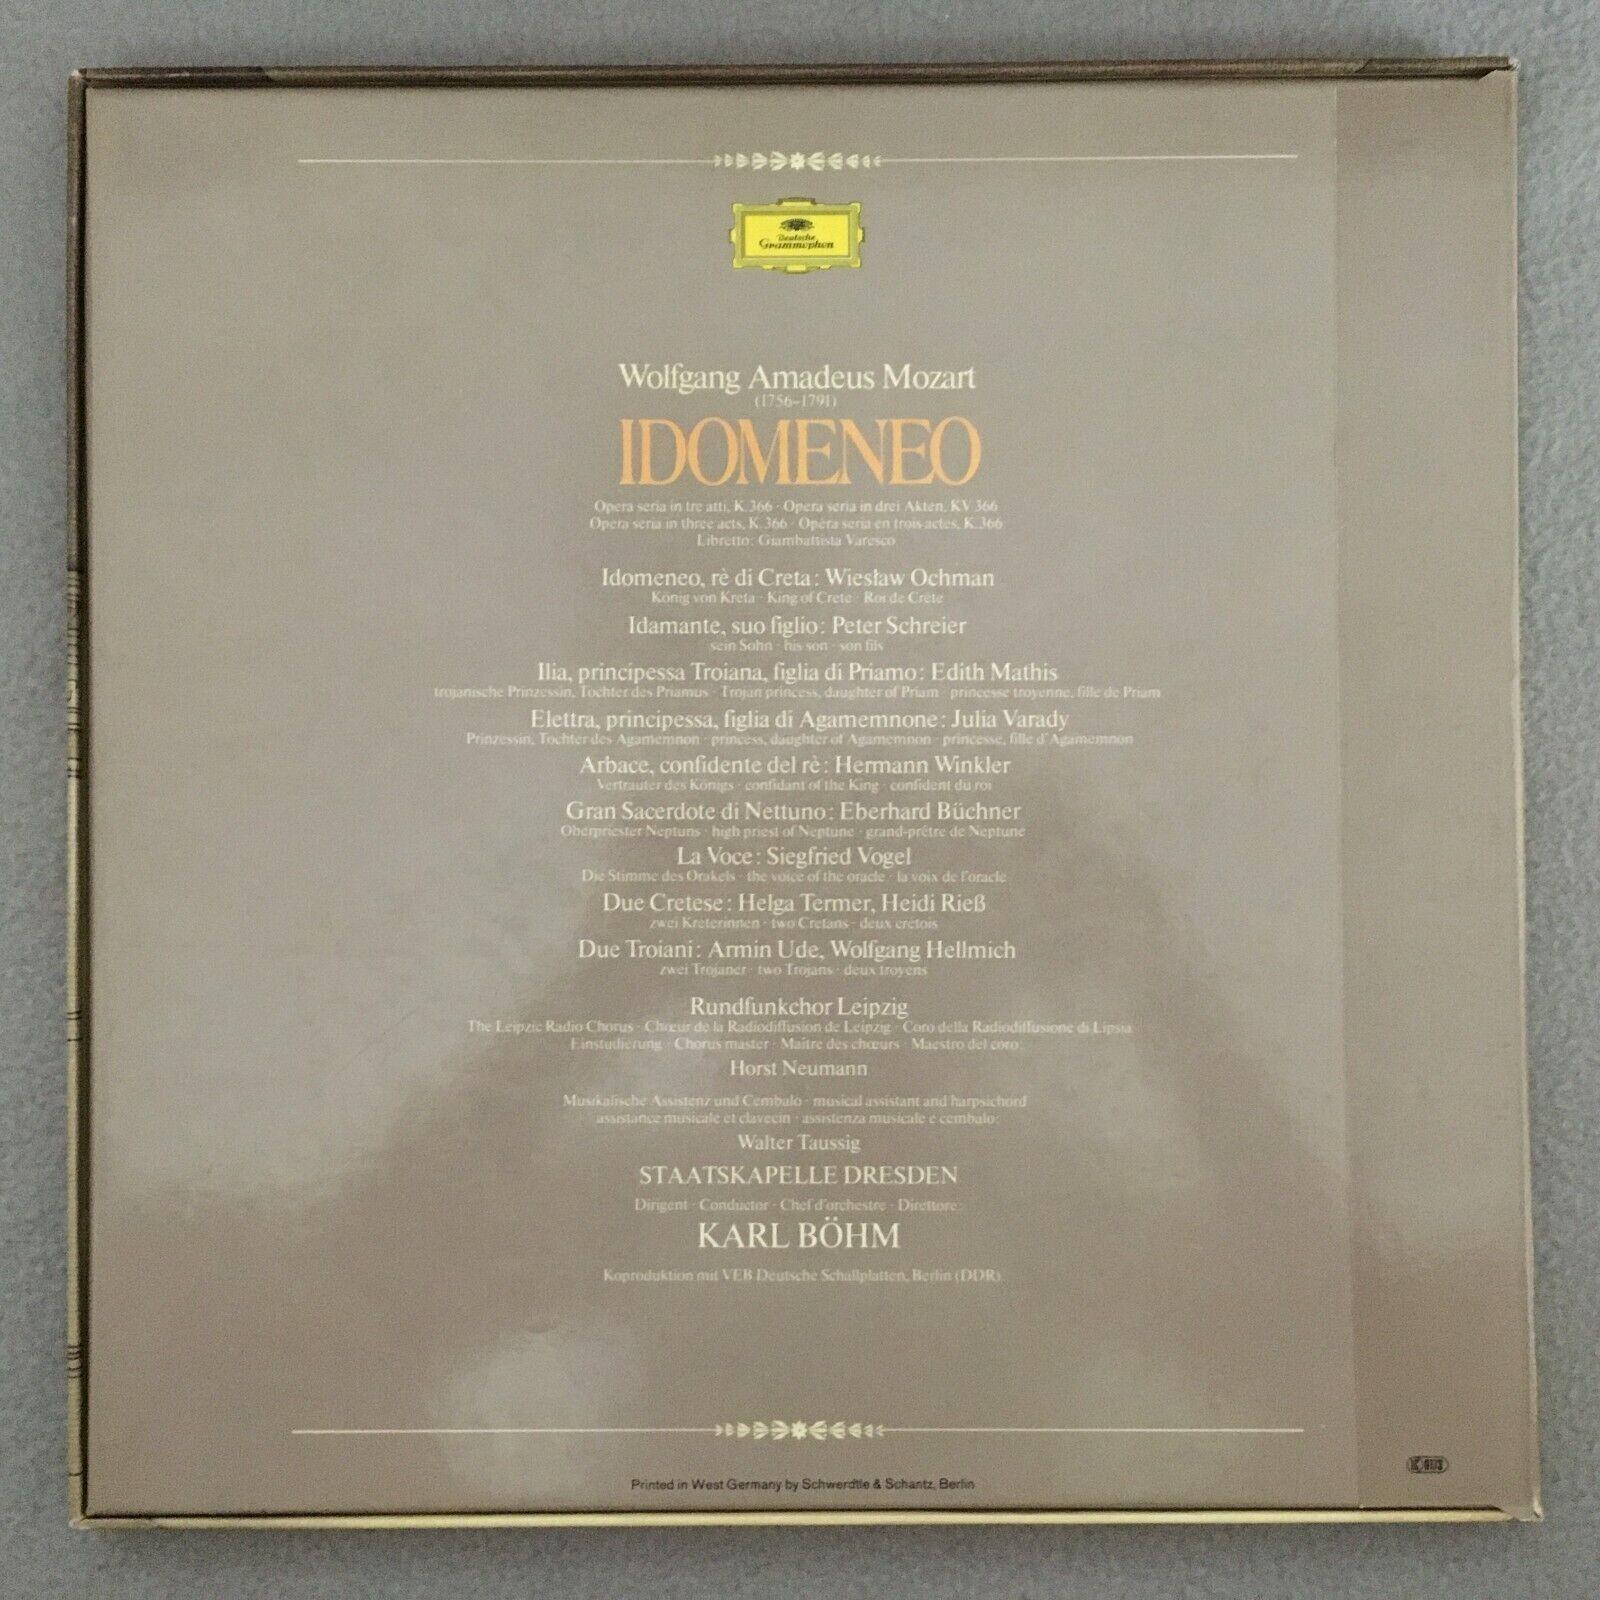 Deutsche
Grammophon
Wolfgang Amadeus Mozart
(1756–1791)
IDOMENEO
Opera seria in tre atti, K. 366 · Opera seria in drei Akten, KV 366
Opera seria in three acts, K. 366 · Opéra seria en trois actes, K. 366
Libretto: Giambattista Varesco
Idomeneo, rè di Creta: Wiesław Ochman
König von Kreta · King of Crete · Roi de Crète
Idamante, suo figlio: Peter Schreier
sein Sohn · his son · son fils
Ilia, principessa Troiana, figlia di Priamo: Edith Mathis
trojanische Prinzessin, Tochter des Priamus · Trojan princess, daughter of Priam · princesse troyenne, fille de Priam
Elettra, principessa, figlia di Agamemnone: Julia Varady
Prinzessin, Tochter des Agamemnon · princess, daughter of Agamemnon · princesse, fille d'Agamemnon
Arbace, confidente del rè: Hermann Winkler
Vertrauter des Königs · confidant of the King · confident du roi
Gran Sacerdote di Nettuno: Eberhard Büchner
Oberpriester Neptuns · high priest of Neptune · grand-prêtre de Neptune
La Voce: Siegfried Vogel
Die Stimme des Orakels · the voice of the oracle · la voix de l'oracle
Due Cretese: Helga Termer, Heidi Rieß
zwei Kreterinnen · two Cretans · deux crétois
Due Troiani: Armin Ude, Wolfgang Hellmich
zwei Trojaner · two Trojans · deux troyens
Rundfunkchor Leipzig
The Leipzig Radio Chorus · Chœur de la Radiodiffusion de Leipzig · Coro della Radiodiffusione di Lipsia
Einstudierung · Chorus master · Maître des chœurs · Maestro del coro:
Horst Neumann
Musikalische Assistenz und Cembalo · musical assistant and harpsichord
assistance musicale et clavecin · assistenza musicale e cembalo:
Walter Taussig
STAATSKAPELLE DRESDEN
Dirigent · Conductor · Chef d'orchestre · Direttore:
KARL BÖHM
Koproduktion mit VEB Deutsche Schallplatten, Berlin (DDR)
Printed in West Germany by Schwerdtle & Schantz, Berlin